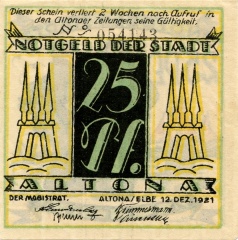 Dieser Schein verliert 2 Wochen nach Aufruf in
den Altonaer Zeitungen seine Gültigkeit.
054143
NOTGELD DER STADT
25
Pf.
ALTONA
DER MAGISTRAT. ALTONA/ELBE 12. DEZ. 1921